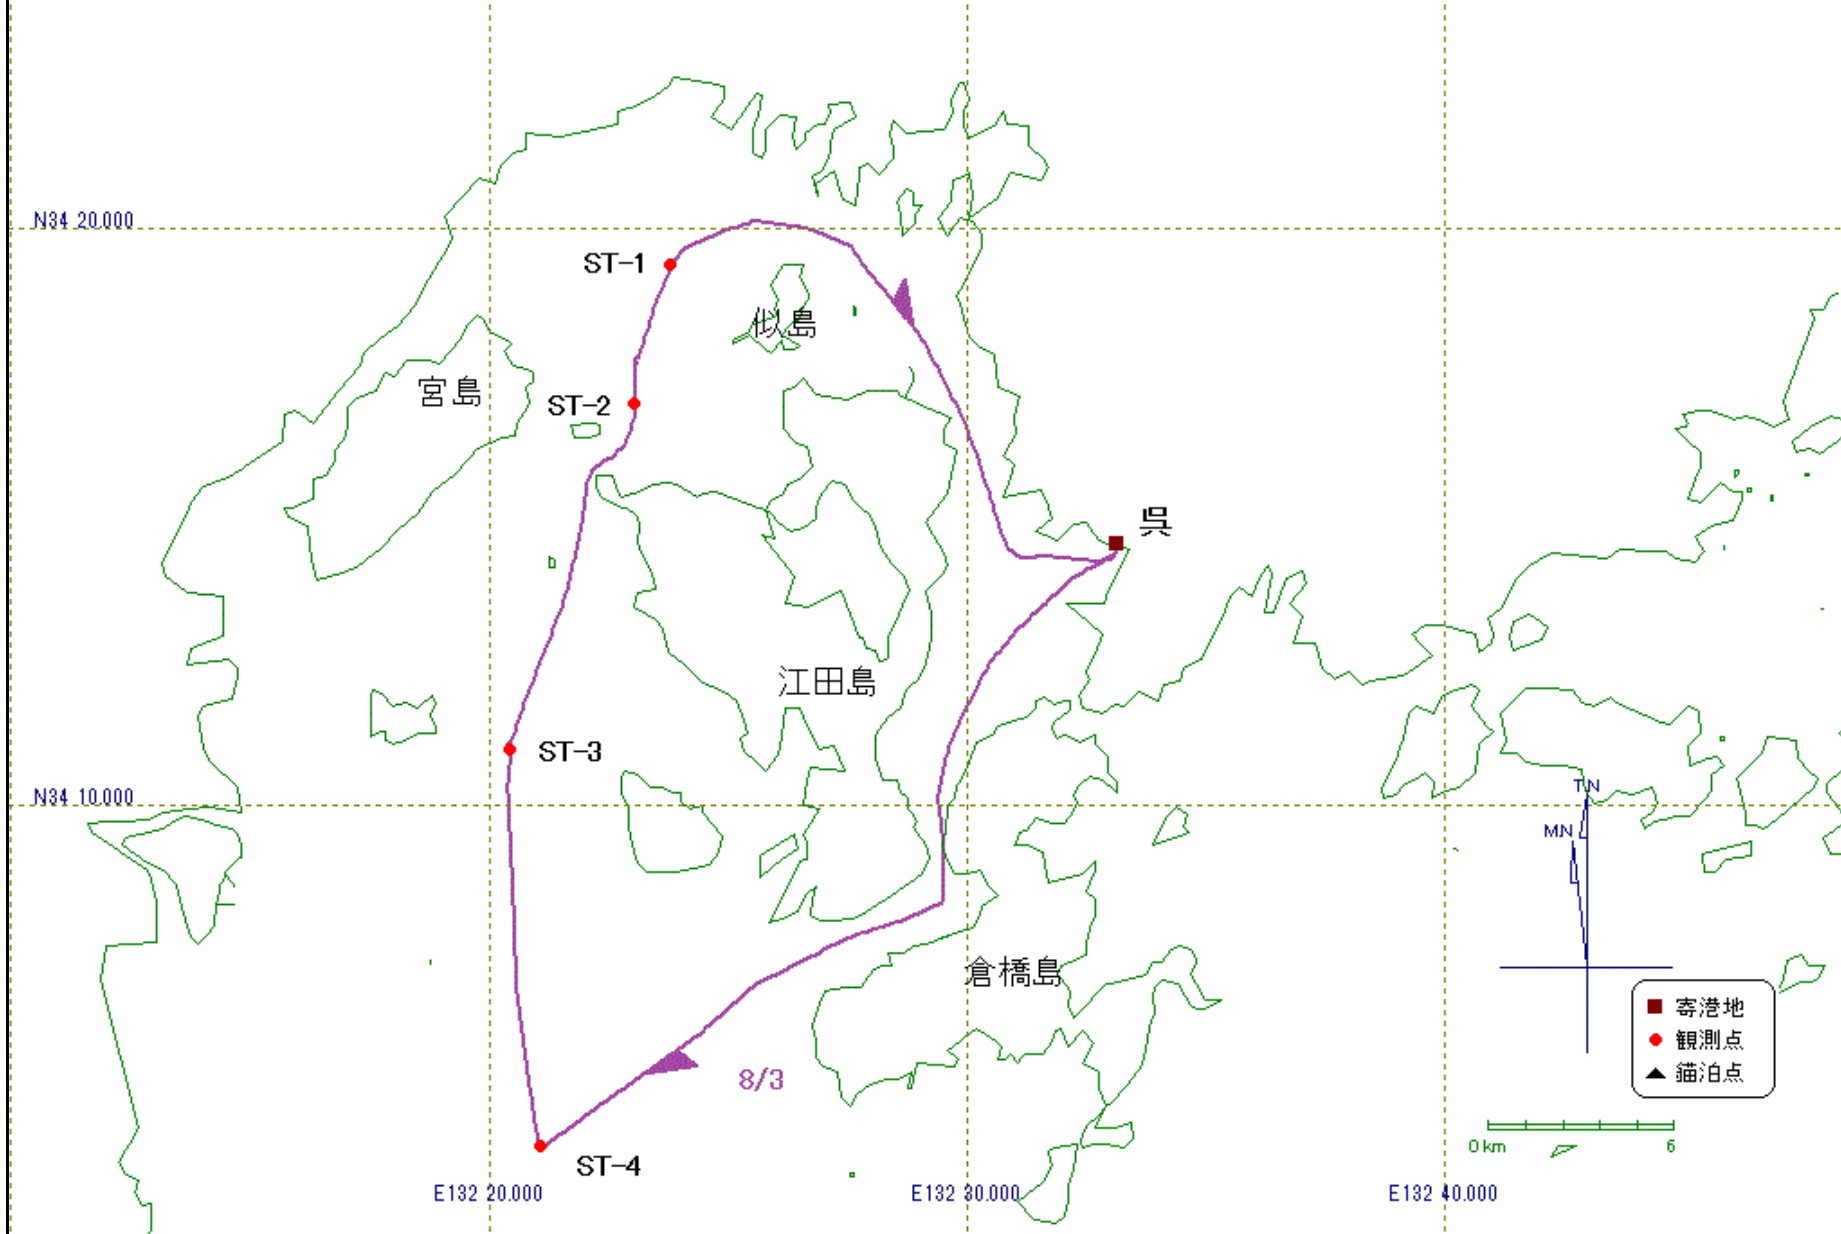 N34 20.000
ST-1
似島
宮島
ST-2
呉
江田島
ST-3
N34 10.000
TN
MN
倉橋島
寄港地
観測点
錨泊点
8/3
0 km
6
ST-4
E132 20.000
E132 30.000
E132 40.000